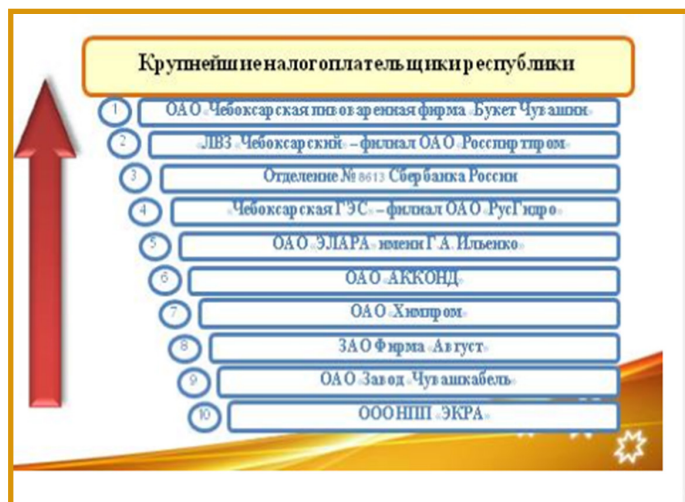 Крупнейшие налогоплательщики республики
1 ОАО «Чебоксарская пивоваренная фирма «Букет Чувашии»
2 «ЛВЗ «Чебоксарский» – филиал ОАО «Росспиртпром»
3 Отделение № 8613 Сбербанка России
4 «Чебоксарская ГЭС» – филиал ОАО «РусГидро»
5 ОАО «ЭЛАРА» имени Г.А. Ильенко»
6 ОАО «АККОНД»
7 ОАО «Химпром»
8 ЗАО Фирма «Август»
9 ОАО «Завод «Чувашкабель»
10 ООО НПП «ЭКРА»